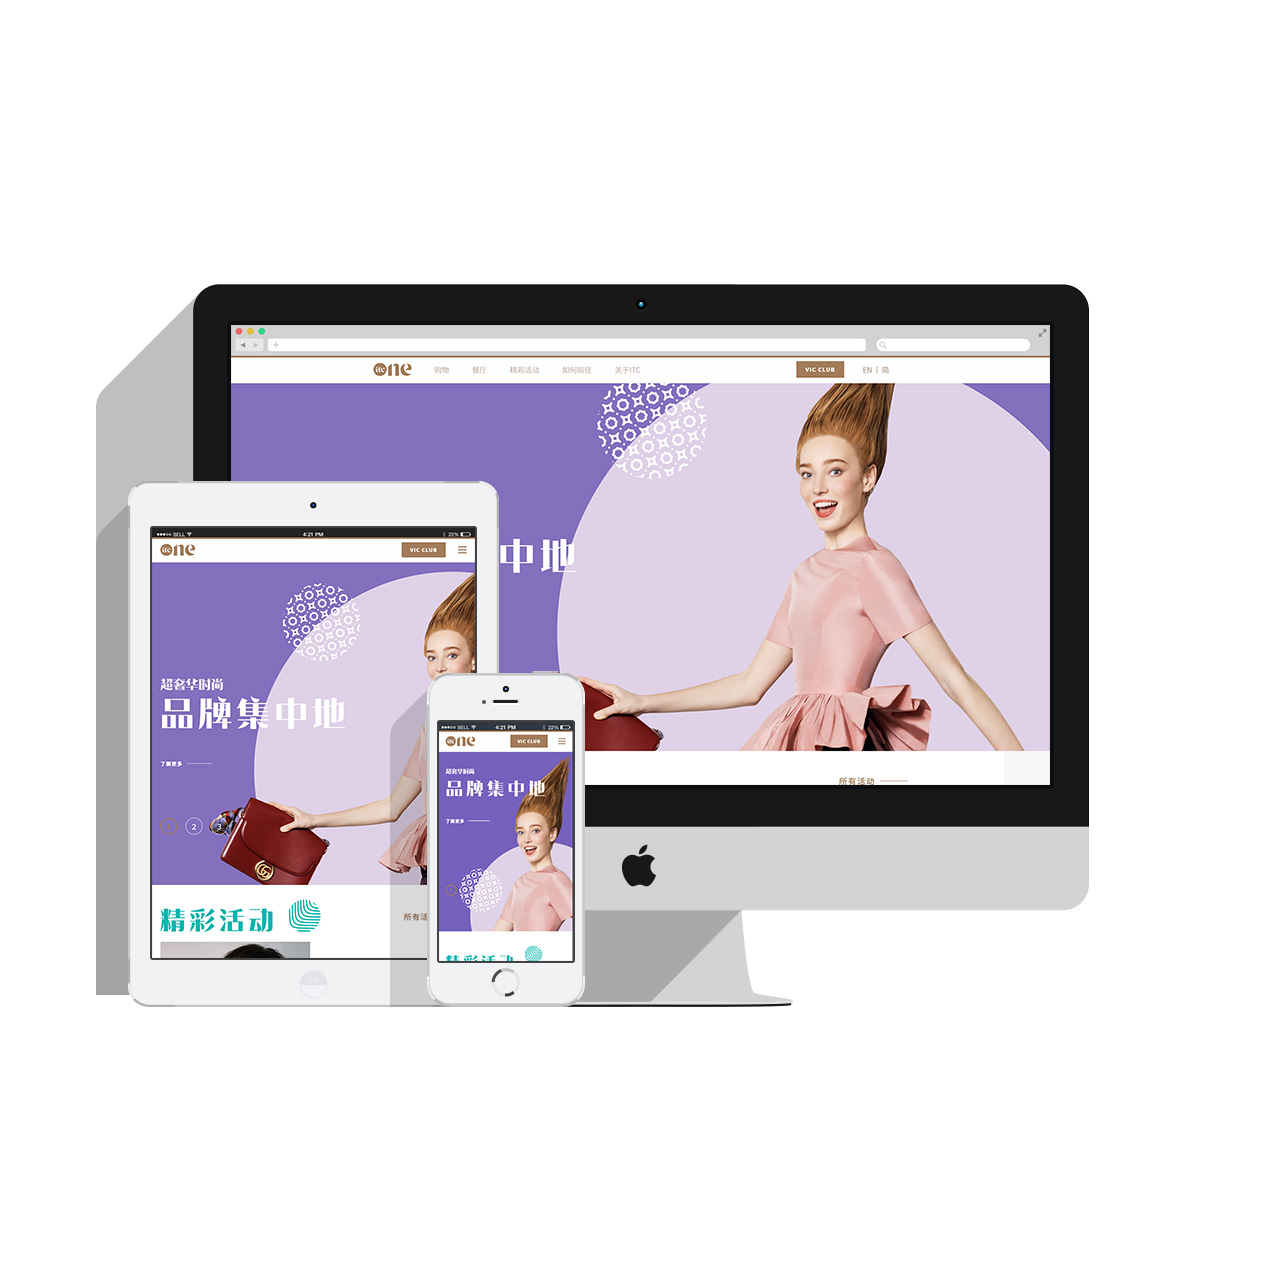 itc one 购物 餐厅 精彩活动 如何前往 关于ITC VIC CLUB EN | 简
中地
所有活动
BELL 4:21 PM 22%
itc one VIC CLUB
超奢华时尚
品牌集中地
了解更多
2 3
精彩活动
所有活
BELL 4:21 PM 22%
itc one VIC CLUB
超奢华时尚
品牌集中地
了解更多
精彩活动